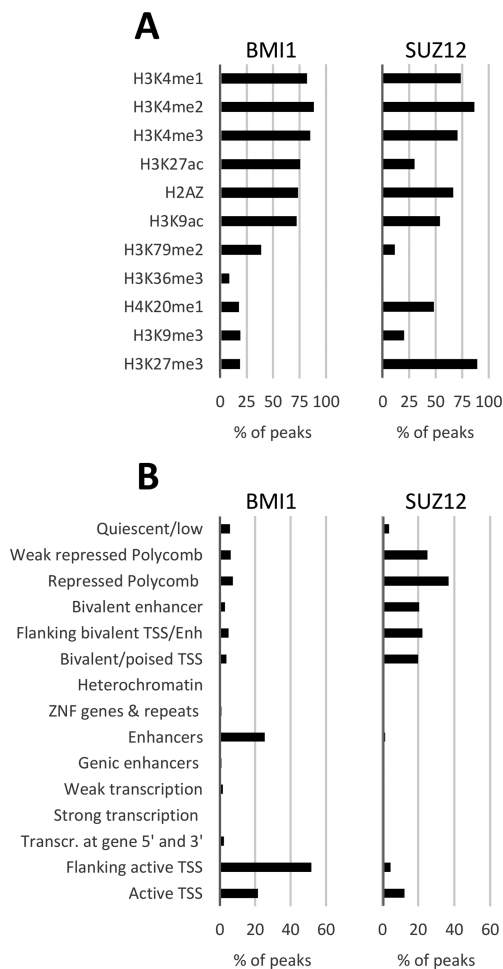 A
BMI1 SUZ12
H3K4me1
H3K4me2
H3K4me3
H3K27ac
H2AZ
H3K9ac
H3K79me2
H3K36me3
H4K20me1
H3K9me3
H3K27me3
0 25 50 75 100 0 25 50 75 100
% of peaks % of peaks
B
BMI1 SUZ12
Quiescent/low
Weak repressed Polycomb
Repressed Polycomb
Bivalent enhancer
Flanking bivalent TSS/Enh
Bivalent/poised TSS
Heterochromatin
ZNF genes & repeats
Enhancers
Genic enhancers
Weak transcription
Strong transcription
Transcr. at gene 5' and 3'
Flanking active TSS
Active TSS
0 20 40 60 0 20 40 60
% of peaks % of peaks